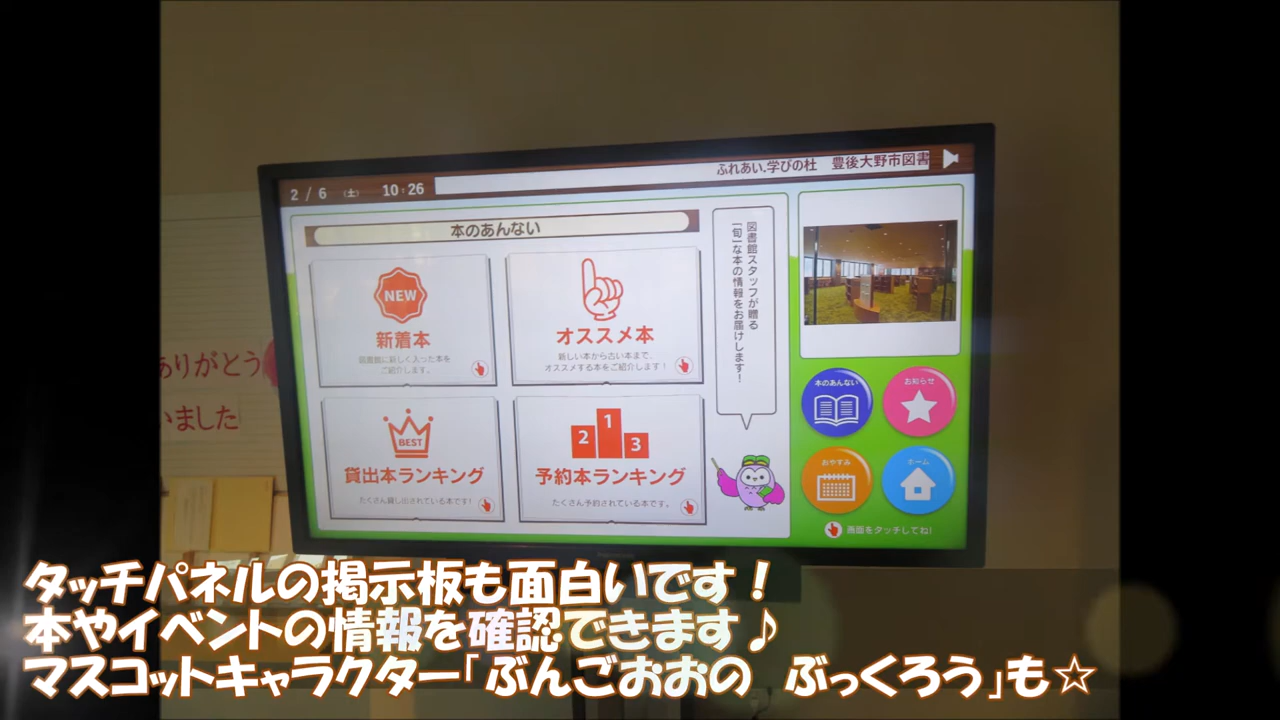 2/6 (土) 10:26
ふれあい.学びの杜 豊後大野市図書
本のあんない
NEW
新着本
図書館に新しく入った本を
ご紹介します。
オススメ本
新しい本から古い本まで、
オススメする本をご紹介します!
BEST
貸出本ランキング
たくさん貸し出されている本です!
1
2
3
予約本ランキング
たくさん予約されている本です。
図書館スタッフが贈る
「旬」な本の情報をお届けします!
本のあんない
お知らせ
おやすみ
ホーム
画面をタッチしてね!
ありがとう
いました
タッチパネルの掲示板も面白いです!
本やイベントの情報を確認できます♪
マスコットキャラクター「ぶんごおおの ぶっくろう」も☆